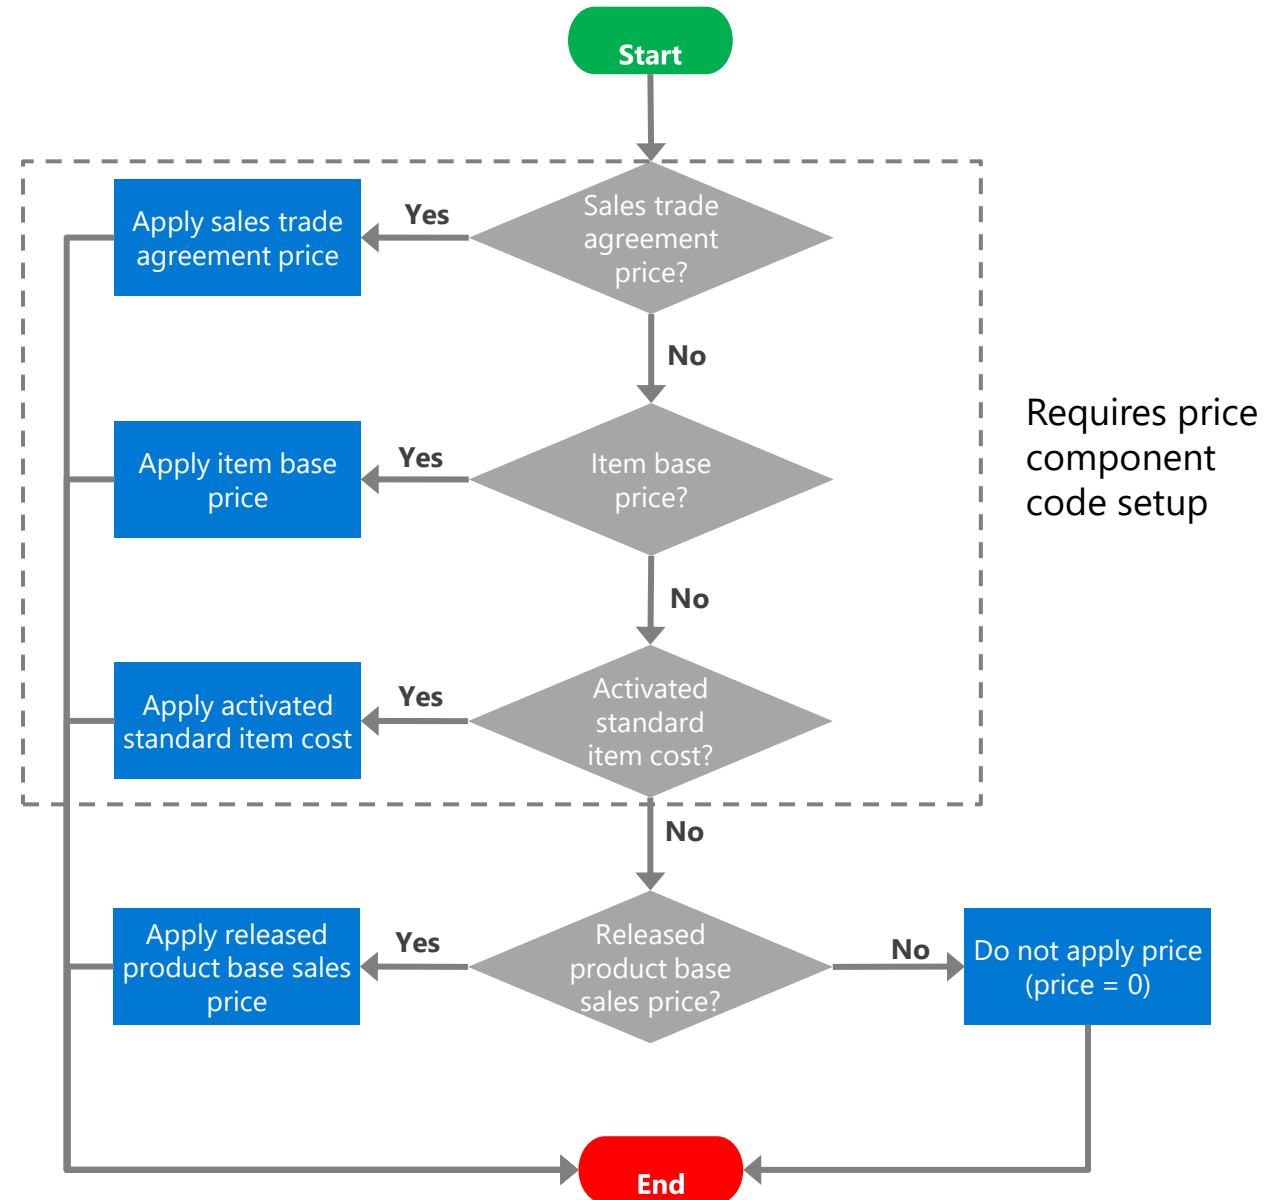 Start
Apply sales trade
agreement price
Yes
Sales trade
agreement
price?
No
Requires price
component
code setup
Apply item base
price
Yes
Item base
price?
No
Apply activated
standard item cost
Yes
Activated
standard
item cost?
No
Apply released
product base sales
price
Yes
Released
product base
sales price?
No
Do not apply price
(price = 0)
End